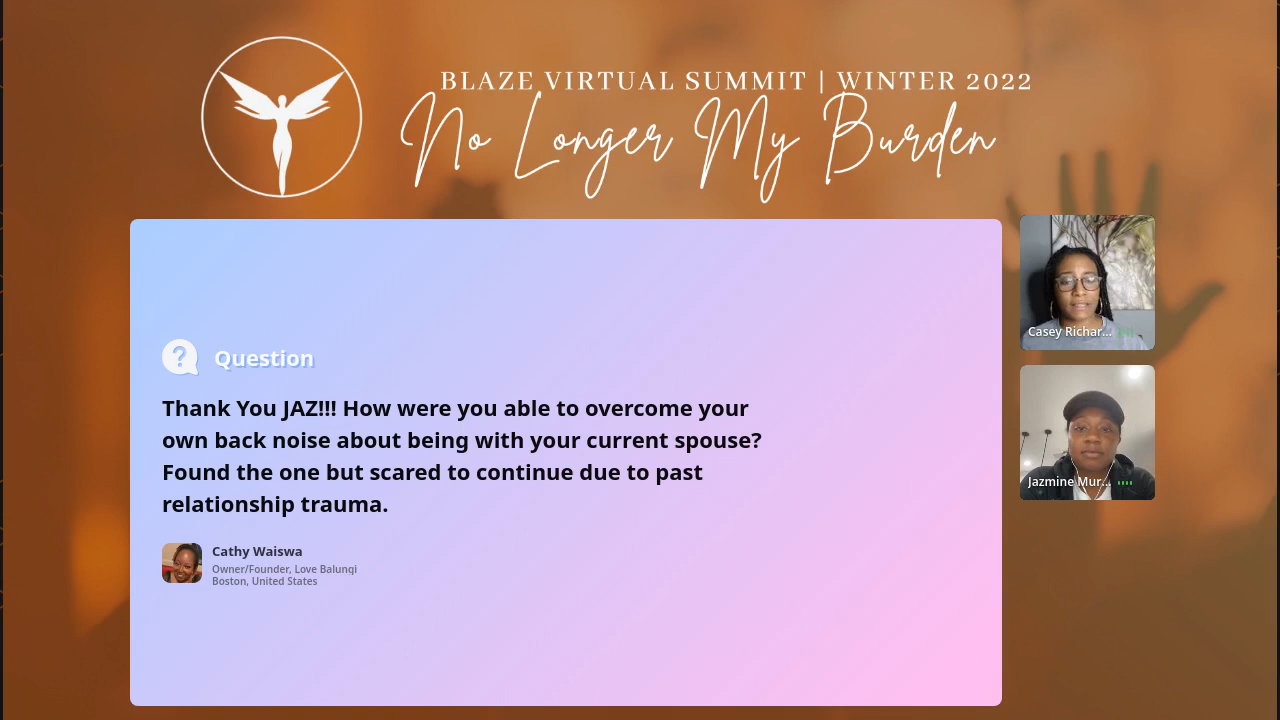 BLAZE VIRTUAL SUMMIT | WINTER 2022
No Longer My Burden
Question
Thank You JAZ!!! How were you able to overcome your
own back noise about being with your current spouse?
Found the one but scared to continue due to past
relationship trauma.
Cathy Waiswa
Owner/Founder, Love Balunqi
Boston, United States
Casey Richar...
Jazmine Mur...